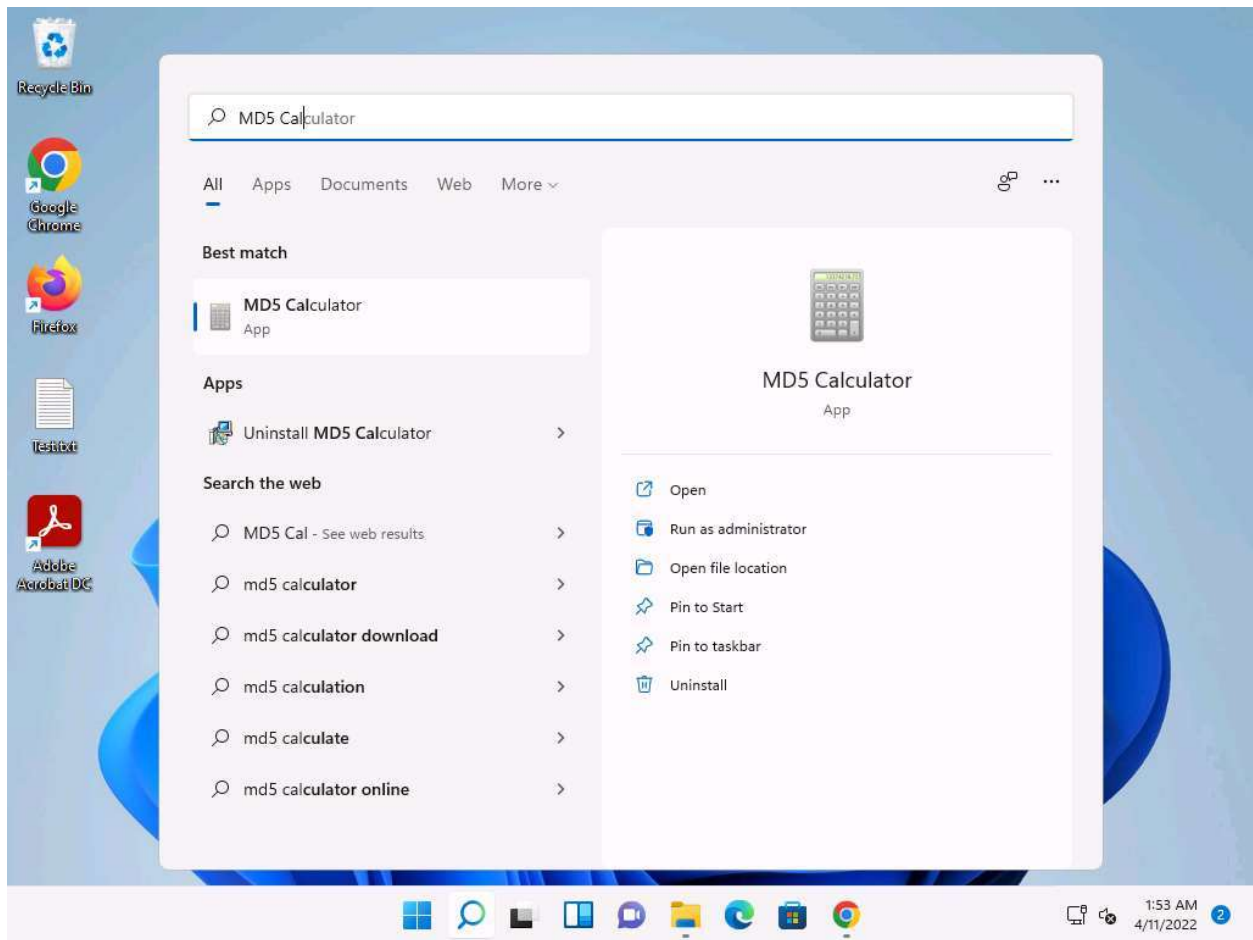 Recycle Bin
Google
Chrome
Firefox
Test.txt
Adobe
Acrobat DC
MD5 Calculator
All Apps Documents Web More
Best match
MD5 Calculator
App
Apps
Uninstall MD5 Calculator
Search the web
MD5 Cal - See web results
md5 calculator
md5 calculator download
md5 calculation
md5 calculate
md5 calculator online
MD5 Calculator
App
Open
Run as administrator
Open file location
Pin to Start
Pin to taskbar
Uninstall
1:53 AM
4/11/2022
2